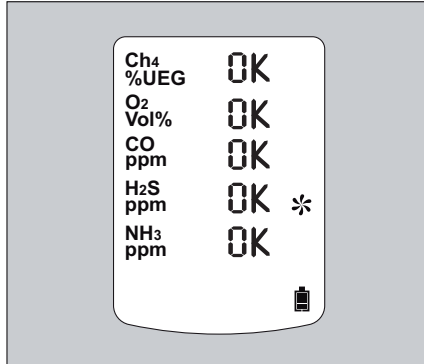 Ch4 OK
%UEG
O2 OK
Vol%
CO OK
ppm
H2S OK
ppm
NH3 OK
ppm